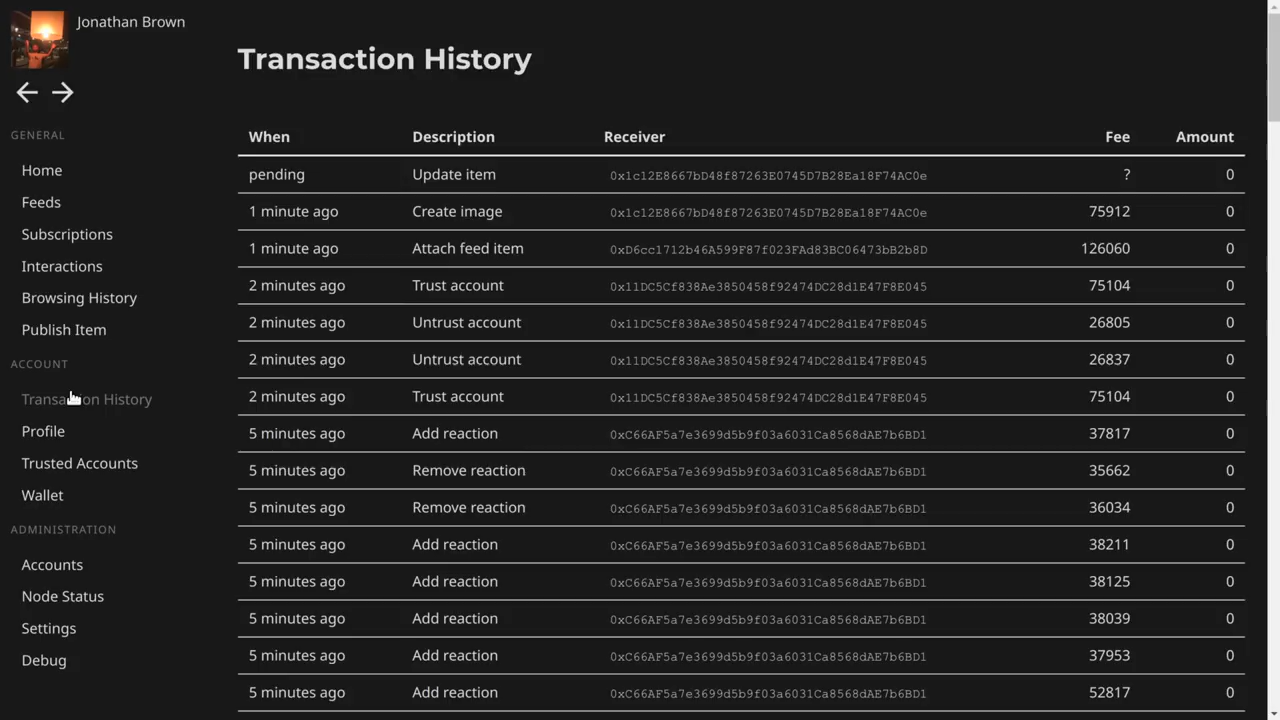 Jonathan Brown
GENERAL
Home
Feeds
Subscriptions
Interactions
Browsing History
Publish Item
ACCOUNT
Transaction History
Profile
Trusted Accounts
Wallet
ADMINISTRATION
Accounts
Node Status
Settings
Debug
Transaction History
When Description Receiver Fee Amount
pending Update item 0x1c12E8667bD48f87263E0745D7B28Ea18F74AC0e ? 0
1 minute ago Create image 0x1c12E8667bD48f87263E0745D7B28Ea18F74AC0e 75912 0
1 minute ago Attach feed item 0xD6cc1712b46A599F87f023FAd83BC06473bB2b8D 126060 0
2 minutes ago Trust account 0x11DC5Cf838Ae3850458f92474DC28d1E47F8E045 75104 0
2 minutes ago Untrust account 0x11DC5Cf838Ae3850458f92474DC28d1E47F8E045 26805 0
2 minutes ago Untrust account 0x11DC5Cf838Ae3850458f92474DC28d1E47F8E045 26837 0
2 minutes ago Trust account 0x11DC5Cf838Ae3850458f92474DC28d1E47F8E045 75104 0
5 minutes ago Add reaction 0xC66AF5a7e3699d5b9f03a6031Ca8568dAE7b6BD1 37817 0
5 minutes ago Remove reaction 0xC66AF5a7e3699d5b9f03a6031Ca8568dAE7b6BD1 35662 0
5 minutes ago Remove reaction 0xC66AF5a7e3699d5b9f03a6031Ca8568dAE7b6BD1 36034 0
5 minutes ago Add reaction 0xC66AF5a7e3699d5b9f03a6031Ca8568dAE7b6BD1 38211 0
5 minutes ago Add reaction 0xC66AF5a7e3699d5b9f03a6031Ca8568dAE7b6BD1 38125 0
5 minutes ago Add reaction 0xC66AF5a7e3699d5b9f03a6031Ca8568dAE7b6BD1 38039 0
5 minutes ago Add reaction 0xC66AF5a7e3699d5b9f03a6031Ca8568dAE7b6BD1 37953 0
5 minutes ago Add reaction 0xC66AF5a7e3699d5b9f03a6031Ca8568dAE7b6BD1 52817 0